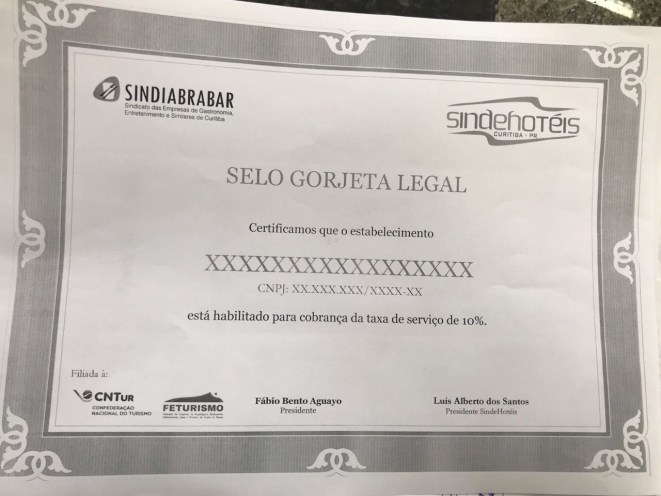 SINDIABRABAR
Sindicato das Empresas de Gastronomia,
Entretenimento e Similares de Curitiba
sindehotéis
CURITIBA - PR
SELO GORJETA LEGAL
Certificamos que o estabelecimento
XXXXXXXXXXXXXXXXX
CNPJ: XX.XXX.XXX/XXXX-XX
está habilitado para cobrança da taxa de serviço de 10%.
Filiada à:
CNTur
CONFEDERAÇÃO
NACIONAL DO TURISMO
FETURISMO
Fábio Bento Aguayo
Presidente
Luis Alberto dos Santos
Presidente SindeHotéis